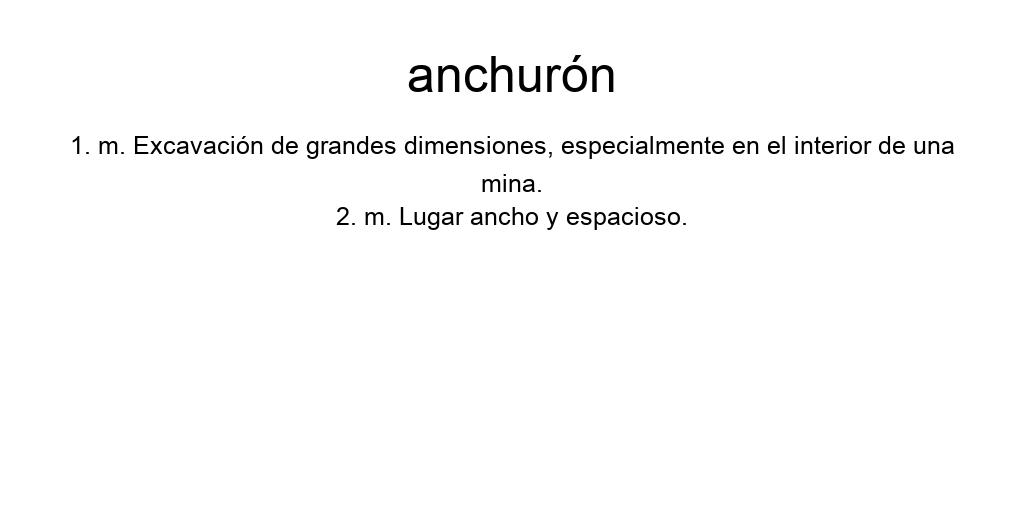 anchurón
1. m. Excavación de grandes dimensiones, especialmente en el interior de una
mina.
2. m. Lugar ancho y espacioso.